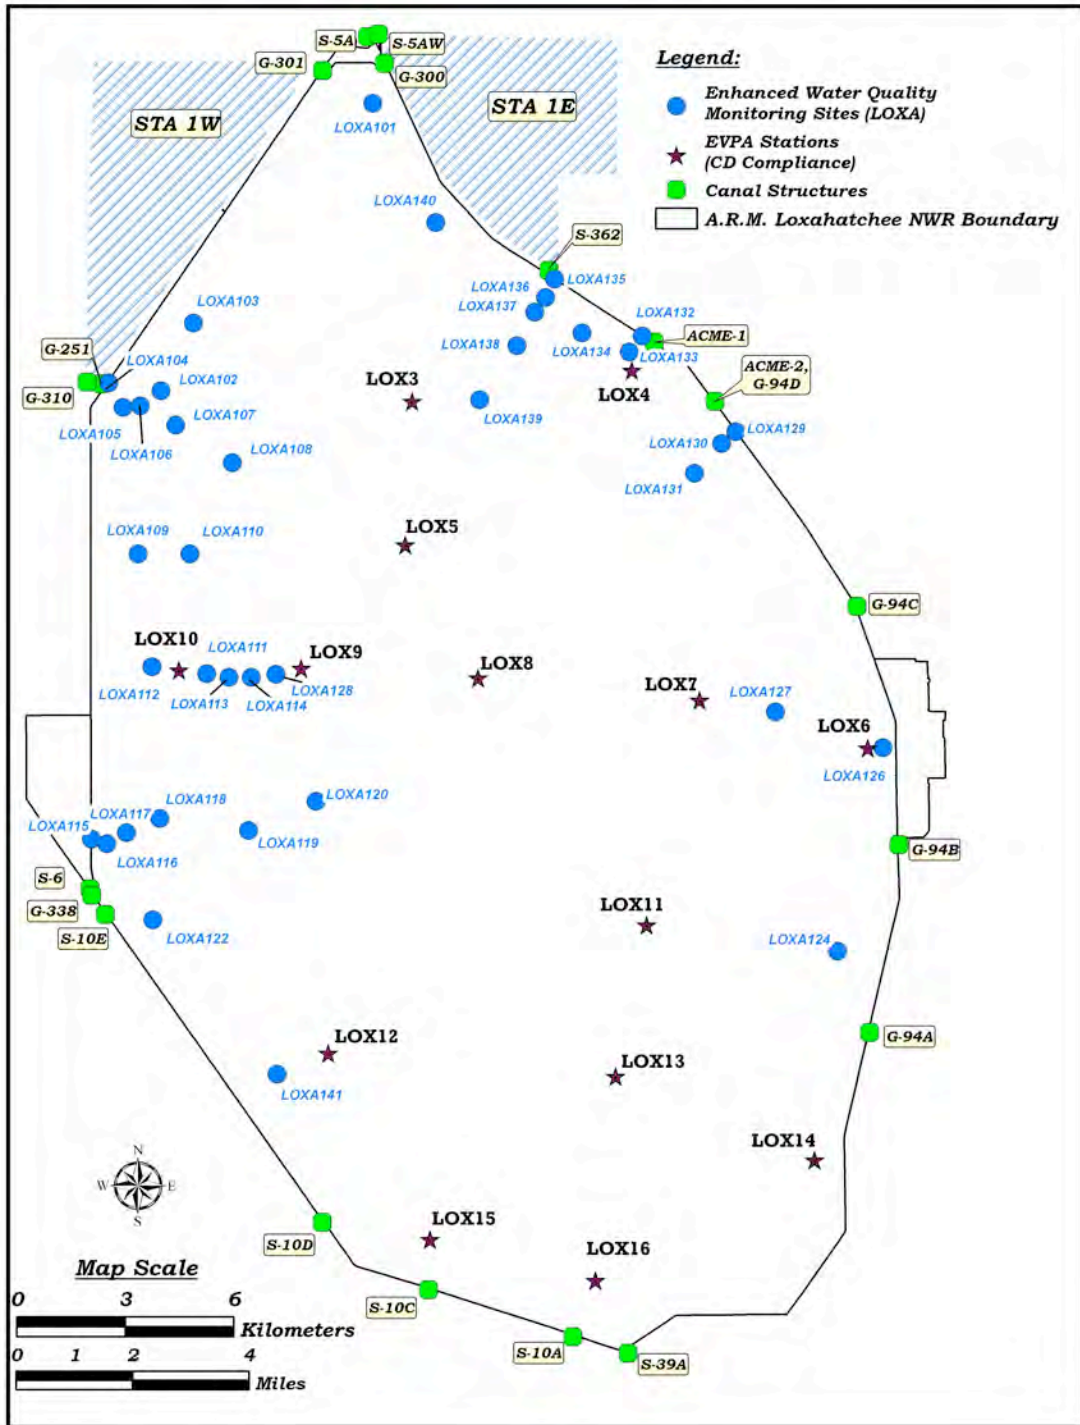 S-5A
S-5AW
G-301
G-300
Legend:
Enhanced Water Quality
Monitoring Sites (LOXA)
EVPA Stations
(CD Compliance)
Canal Structures
A.R.M. Loxahatchee NWR Boundary
STA 1W
STA 1E
LOXA101
LOXA140
S-362
LOXA135
LOXA136
LOXA137
LOXA103
LOXA132
ACME-1
G-251
LOXA104
LOXA138
LOXA134
LOXA133
G-310
LOXA102
LOX3
LOX4
ACME-2,
G-94D
LOXA105
LOXA107
LOXA139
LOXA106
LOXA108
LOXA129
LOXA130
LOXA131
LOXA109
LOXA110
LOX5
G-94C
LOX10
LOXA111
LOX9
LOX8
LOXA112
LOXA113
LOXA114
LOXA128
LOX7
LOXA127
LOX6
LOXA126
LOXA120
LOXA118
LOXA117
LOXA115
LOXA119
LOXA116
G-94B
S-6
G-338
S-10E
LOXA122
LOX11
LOXA124
LOX12
G-94A
LOX13
LOXA141
LOX14
N
W
E
S
LOX15
S-10D
LOX16
Map Scale
0 3 6
Kilometers
S-10C
0 1 2 4
Miles
S-10A
S-39A